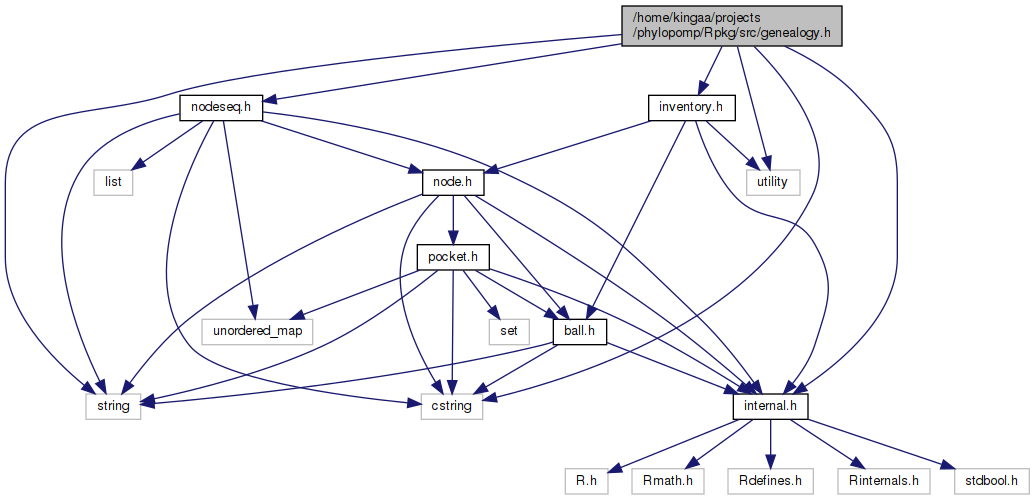 /home/kingaa/projects
/phylopomp/Rpkg/src/genealogy.h
nodeseq.h
inventory.h
list
node.h
utility
pocket.h
unordered_map
set
ball.h
string
cstring
internal.h
R.h
Rmath.h
Rdefines.h
Rinternals.h
stdbool.h